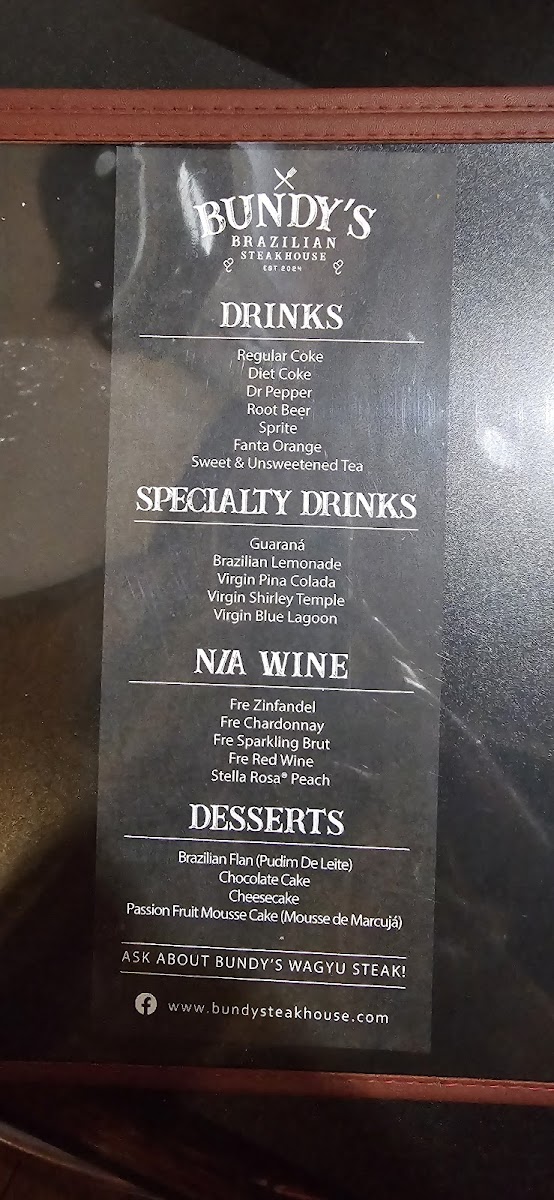 BUNDY'S
BRAZILIAN
STEAKHOUSE
EST. 2024
DRINKS
Regular Coke
Diet Coke
Dr Pepper
Root Beer
Sprite
Fanta Orange
Sweet & Unsweetened Tea
SPECIALTY DRINKS
Guaraná
Brazilian Lemonade
Virgin Pina Colada
Virgin Shirley Temple
Virgin Blue Lagoon
N/A WINE
Fre Zinfandel
Fre Chardonnay
Fre Sparkling Brut
Fre Red Wine
Stella Rosa® Peach
DESSERTS
Brazilian Flan (Pudim De Leite)
Chocolate Cake
Cheesecake
Passion Fruit Mousse Cake (Mousse de Marcujá)
ASK ABOUT BUNDY'S WAGYU STEAK!
www.bundysteakhouse.com